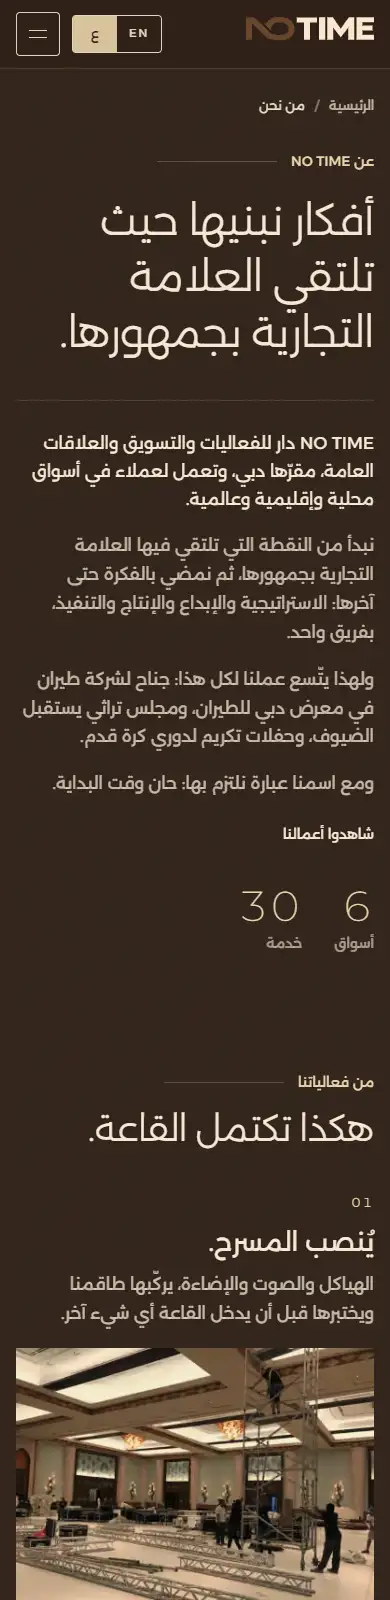 NOTIME
EN
ع
الرئيسية / من نحن
عن NO TIME
أفكار نبنيها حيث
تلتقي العلامة
التجارية بجمهورها.
NO TIME دار للفعاليات والتسويق والعلاقات
العامة، مقرّها دبي، وتعمل لعملاء في أسواق
محلية وإقليمية وعالمية.
نبدأ من النقطة التي تلتقي فيها العلامة
التجارية بجمهورها، ثم نمضي بالفكرة حتى
آخرها: الاستراتيجية والإبداع والإنتاج والتنفيذ،
بفريق واحد.
ولهذا يتّسع عملنا لكل هذا: جناح لشركة طيران
في معرض دبي للطيران، ومجلس تراثي يستقبل
الضيوف، وحفلات تكريم لدوري كرة قدم.
ومع اسمنا عبارة نلتزم بها: حان وقت البداية.
شاهدوا أعمالنا
6 30
أسواق خدمة
من فعالياتنا
هكذا تكتمل القاعة.
01
يُنصب المسرح.
الهياكل والصوت والإضاءة، يركّبها طاقمنا
ويختبرها قبل أن يدخل القاعة أي شيء آخر.